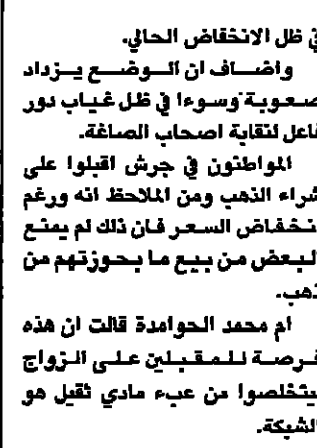 في ظل الانخفاض الحالي.
واضاف ان الوضع يزداد
صعوبة وسوءا في ظل غياب دور
فاعل لنقابة اصحاب الصاغة.
المواطنون في جرش اقبلوا على
شراء الذهب ومن الملاحظ انه ورغم
انخفاض السعر فان ذلك لم يمنع
البعض من بيع ما بحوزتهم من
ذهب.
ام محمد الحوامدة قالت ان هذه
فرصة للمقبلين على الزواج
ليتخلصوا من عبء مادي ثقيل هو
الشبكة.